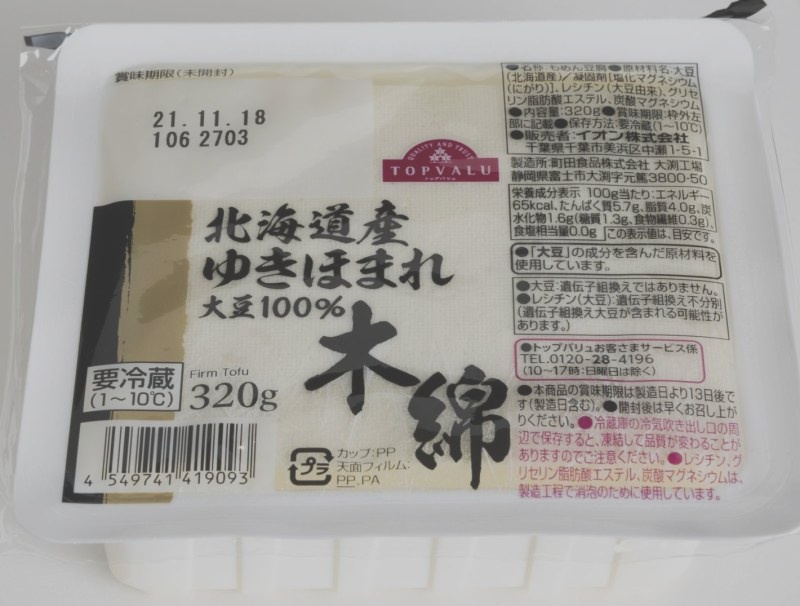 賞味期限(未開封)
21.11.18
106 2703
QUALITY AND
TOPVALU
トップバリュ
北海道産
ゆきほまれ
大豆100%
木綿
要冷蔵
(1~10℃)
Firm Tofu
320g
4 549741 419093
プラ
カップ:PP
天面フィルム:
PP,PA
●名称:もめん豆腐●原材料名:大豆
(北海道産)/凝固剤[塩化マグネシウム
(にがり)]、レシチン(大豆由来)、グリセ
リン脂肪酸エステル、炭酸マグネシウム
●内容量:320g●賞味期限:枠外左
部に記載●保存方法:要冷蔵(1~10℃)
●販売者:イオン株式会社
千葉県千葉市美浜区中瀬1-5-1
製造所:町田食品株式会社 大渕工場
静岡県富士市大渕字元篤3800-50
栄養成分表示 100g当たり:エネルギー
65kcal、たんぱく質5.7g、脂質4.0g、炭
水化物1.6g(糖質1.3g、食物繊維0.3g)、
食塩相当量0.0g この表示値は、目安です。
●「大豆」の成分を含んだ原材料を
使用しています。
●大豆:遺伝子組換えではありません。
●レシチン(大豆):遺伝子組換え不分別
(遺伝子組換え大豆が含まれる可能性が
あります。)
●トップバリュお客さまサービス係
TEL.0120-28-4196
(10~17時:日曜日は除く)
●本商品の賞味期限は製造日より13日後で
す(製造日含む)。●開封後は早くお召し上が
りください。●冷蔵庫の冷気吹き出し口の周
辺で保存すると、凍結して品質が変わることが
ありますのでご注意ください。●レシチン、グ
リセリン脂肪酸エステル、炭酸マグネシウムは、
製造工程で消泡のために使用しています。